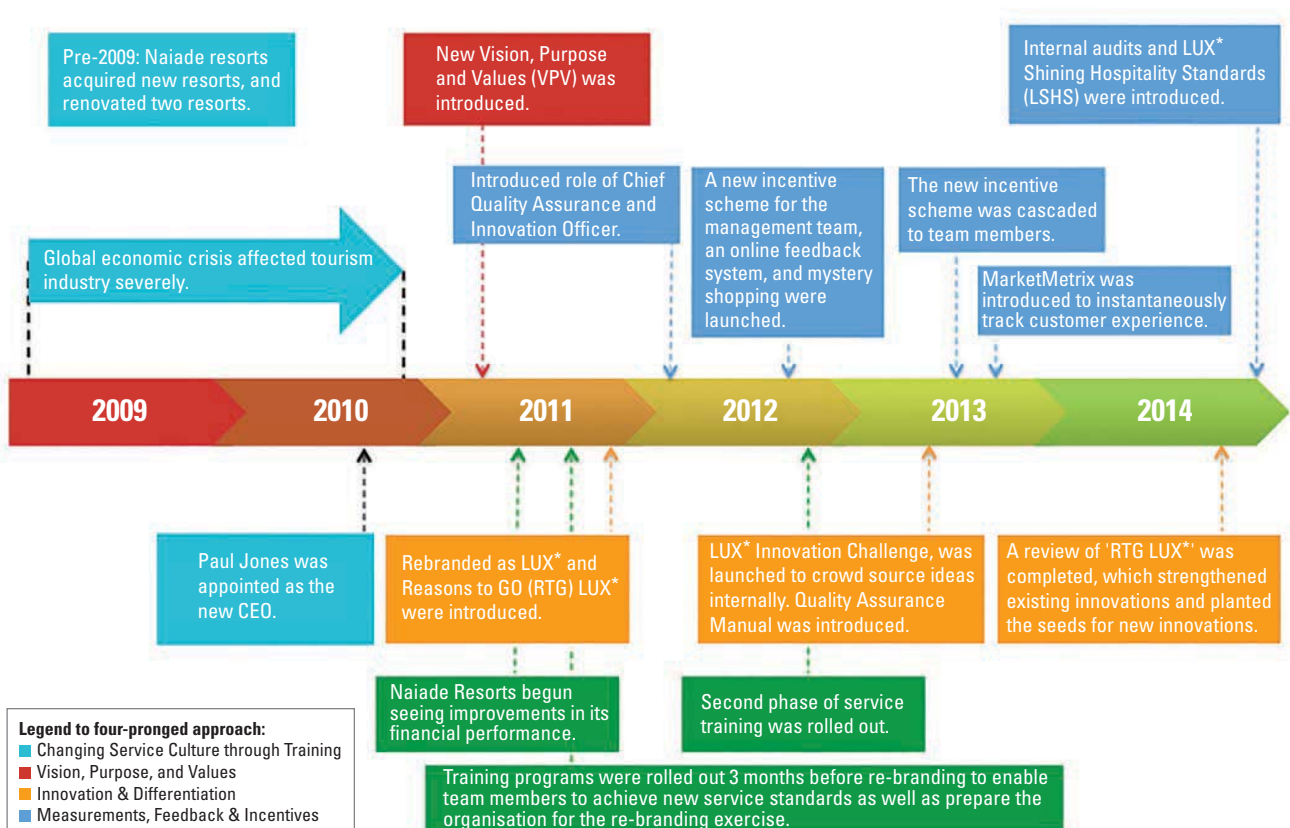 Pre-2009: Naiade resorts
acquired new resorts, and
renovated two resorts.
New Vision, Purpose
and Values (VPV) was
introduced.
Internal audits and LUX*
Shining Hospitality Standards
(LSHS) were introduced.
Introduced role of Chief
Quality Assurance and
Innovation Officer.
A new incentive
scheme for the
management team,
an online feedback
system, and mystery
shopping were
launched.
The new incentive
scheme was cascaded
to team members.
MarketMetrix was
introduced to instantaneously
track customer experience.
Global economic crisis affected tourism
industry severely.
2009
2010
2011
2012
2013
2014
Paul Jones was
appointed as the
new CEO.
Rebranded as LUX* and
Reasons to GO (RTG) LUX*
were introduced.
LUX* Innovation Challenge, was
launched to crowd source ideas
internally. Quality Assurance
Manual was introduced.
A review of 'RTG LUX*' was
completed, which strengthened
existing innovations and planted
the seeds for new innovations.
Naiade Resorts begun
seeing improvements in its
financial performance.
Second phase of service
training was rolled out.
Training programs were rolled out 3 months before re-branding to enable
team members to achieve new service standards as well as prepare the
organisation for the re-branding exercise.
Legend to four-pronged approach:
Changing Service Culture through Training
Vision, Purpose, and Values
Innovation & Differentiation
Measurements, Feedback & Incentives